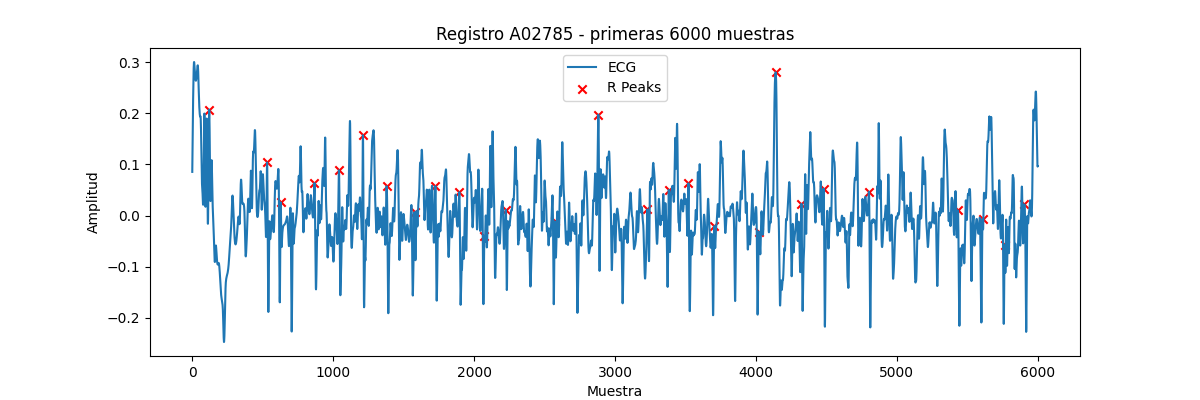 Registro A02785 - primeras 6000 muestras
ECG
R Peaks
Amplitud
0.3
0.2
0.1
0.0
−0.1
−0.2
0 1000 2000 3000 4000 5000 6000
Muestra